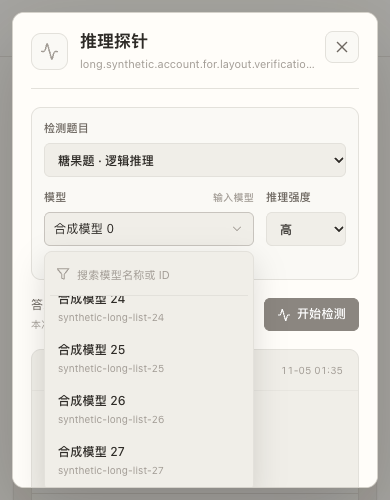 推理探针
long.synthetic.account.for.layout.verificatio...
检测题目
糖果题 · 逻辑推理
模型
输入模型
推理强度
合成模型 0
高
搜索模型名称或 ID
合成模型 24
synthetic-long-list-24
答
本
开始检测
合成模型 25
synthetic-long-list-25
11-05 01:35
合成模型 26
synthetic-long-list-26
合成模型 27
synthetic-long-list-27